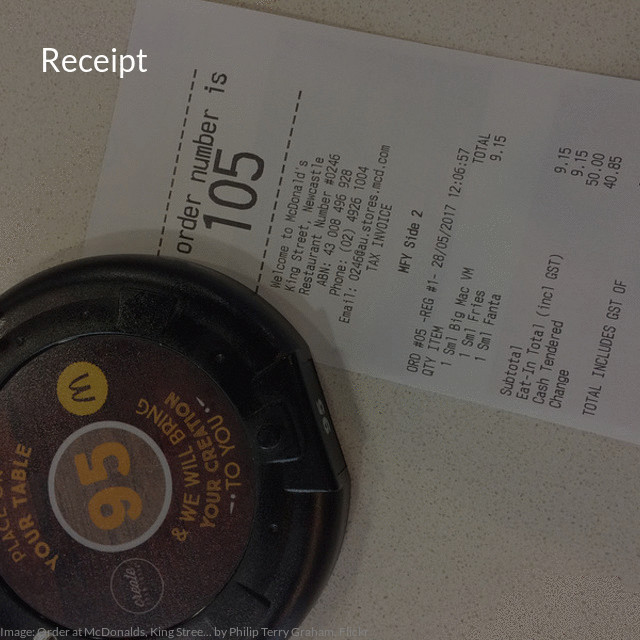 Receipt
order number is
105
Welcome to McDonald's
King Street, Newcastle
Restaurant Number #0246
ABN: 43 008 496 928
Phone: (02) 4926 1004
Email: 0246@au.stores.mcd.com
TAX INVOICE
MFY Side 2
ORD #05 -REG #1- 28/05/2017 12:06:57
QTY ITEM TOTAL
1 Sml Big Mac VM 9.15
1 Sml Fries
1 Sml Fanta
Subtotal 9.15
Eat-In Total (incl GST) 9.15
Cash Tendered 50.00
Change 40.85
TOTAL INCLUDES GST OF
95
YOUR TABLE
95
& WE WILL BRING
YOUR CREATION
TO YOU
create
Image: Order at McDonalds, King Stree... by Philip Terry Graham, Flickr